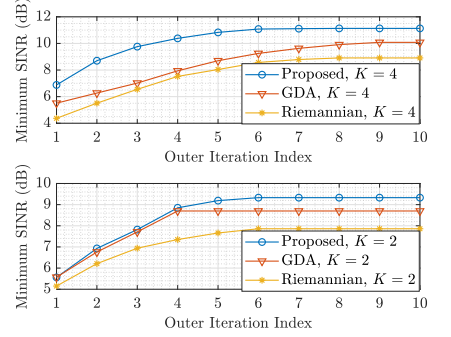 12
10
8
6
4
Minimum SINR (dB)
Proposed, K = 4
GDA, K = 4
Riemannian, K = 4
1 2 3 4 5 6 7 8 9 10
Outer Iteration Index
10
9
8
7
6
5
Minimum SINR (dB)
Proposed, K = 2
GDA, K = 2
Riemannian, K = 2
1 2 3 4 5 6 7 8 9 10
Outer Iteration Index